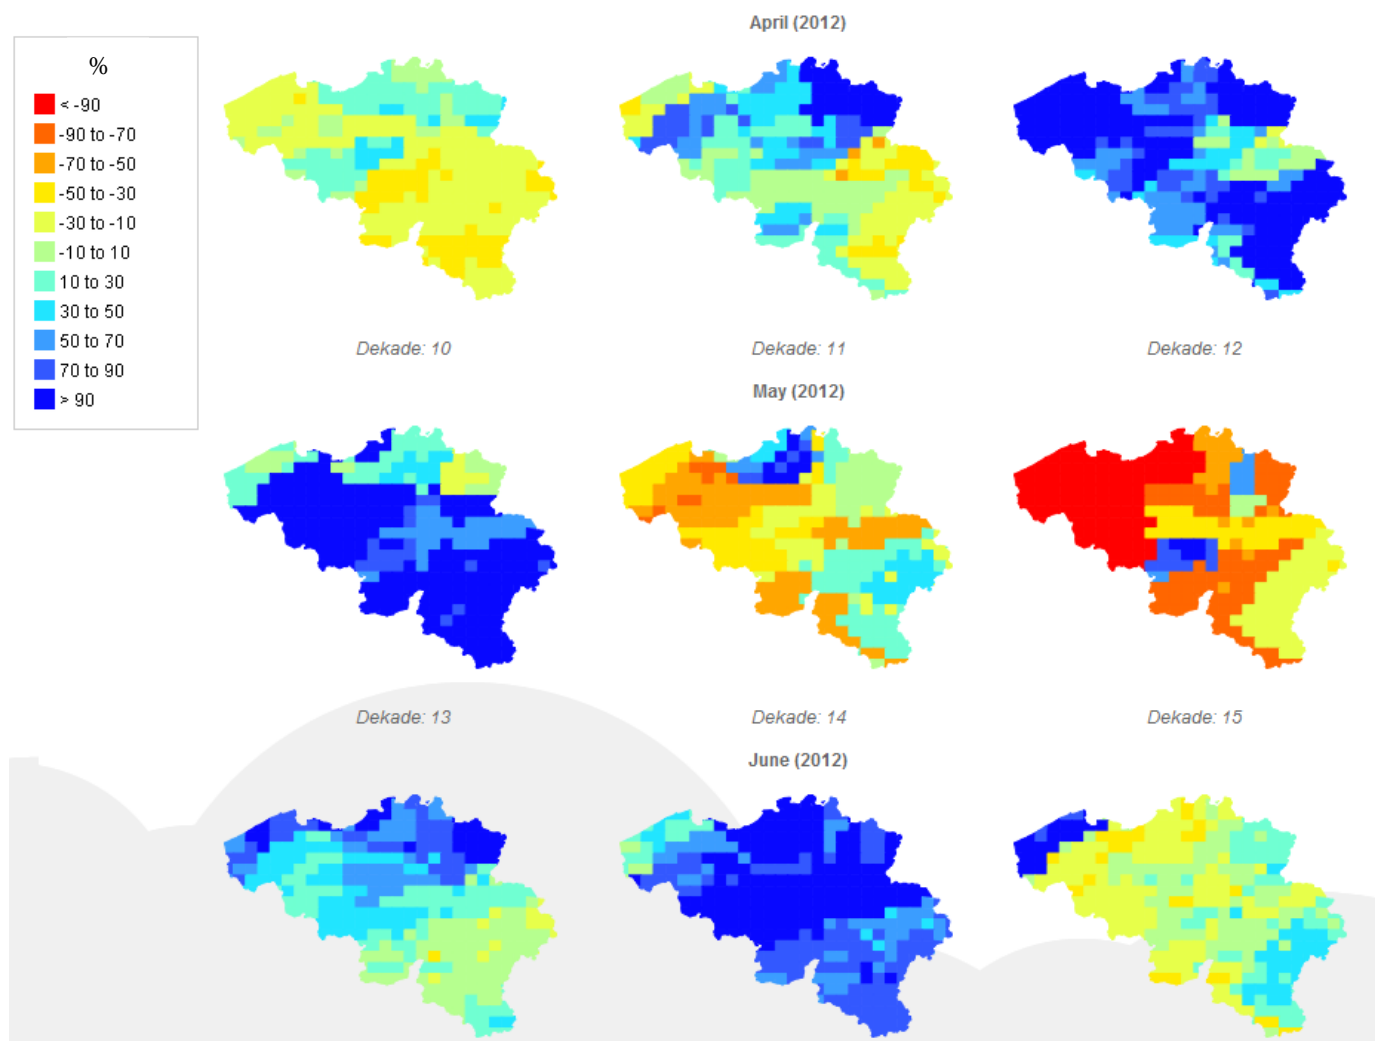 April (2012)
%
< -90
-90 to -70
-70 to -50
-50 to -30
-30 to -10
-10 to 10
10 to 30
30 to 50
50 to 70
70 to 90
> 90
Dekade: 10
Dekade: 11
Dekade: 12
May (2012)
Dekade: 13
Dekade: 14
Dekade: 15
June (2012)